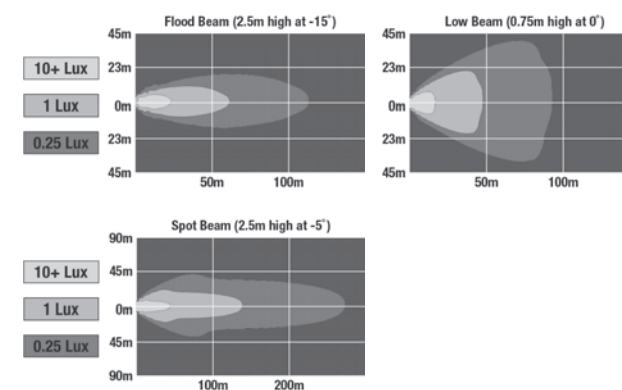 Flood Beam (2.5m high at -15°)
45m
23m
0m
23m
45m
50m 100m
10+ Lux
1 Lux
0.25 Lux
Low Beam (0.75m high at 0°)
45m
23m
0m
23m
45m
50m 100m
Spot Beam (2.5m high at -5°)
90m
45m
0m
45m
90m
100m 200m
10+ Lux
1 Lux
0.25 Lux